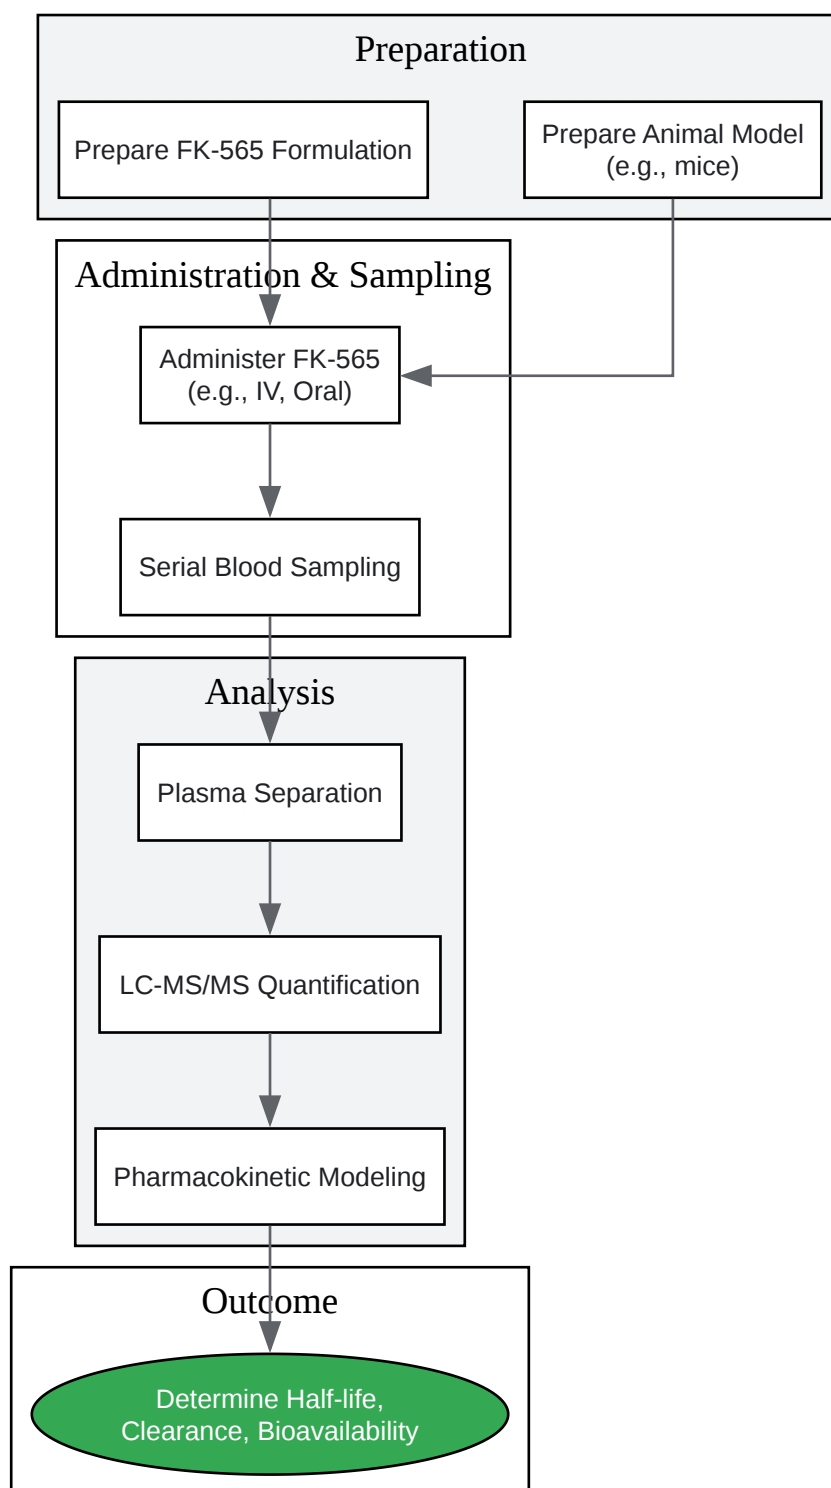 Preparation
Prepare FK-565 Formulation
Prepare Animal Model
(e.g., mice)
Administration & Sampling
Administer FK-565
(e.g., IV, Oral)
Serial Blood Sampling
Analysis
Plasma Separation
LC-MS/MS Quantification
Pharmacokinetic Modeling
Outcome
Determine Half-life,
Clearance, Bioavailability